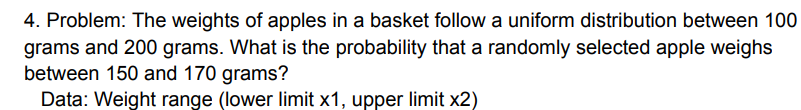 4. Problem: The weights of apples in a basket follow a uniform distribution between 100
grams and 200 grams. What is the probability that a randomly selected apple weighs
between 150 and 170 grams?
Data: Weight range (lower limit x1, upper limit x2)